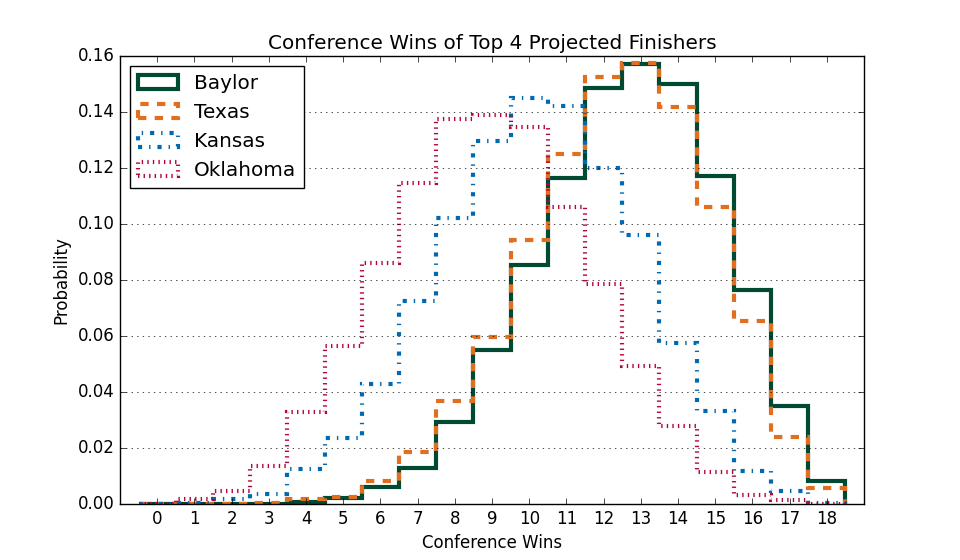 Conference Wins of Top 4 Projected Finishers
0.16
0.14
0.12
0.10
0.08
0.06
0.04
0.02
0.00
Probability
Baylor
Texas
Kansas
Oklahoma
0 1 2 3 4 5 6 7 8 9 10 11 12 13 14 15 16 17 18
Conference Wins